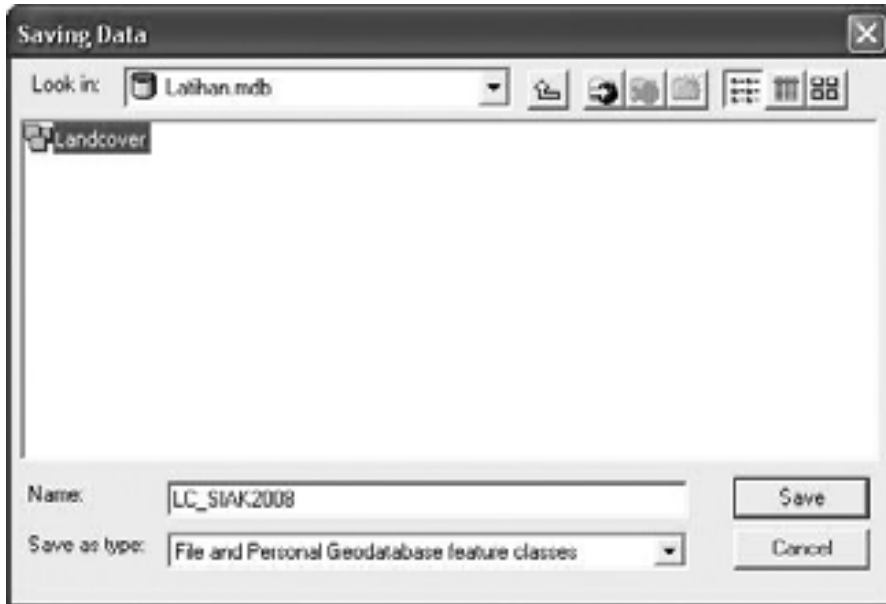 Saving Data
Look in: Latihan.mdb
Landcover
Name: LC_SIAK2008 Save
Save as type: File and Personal Geodatabase feature classes Cancel